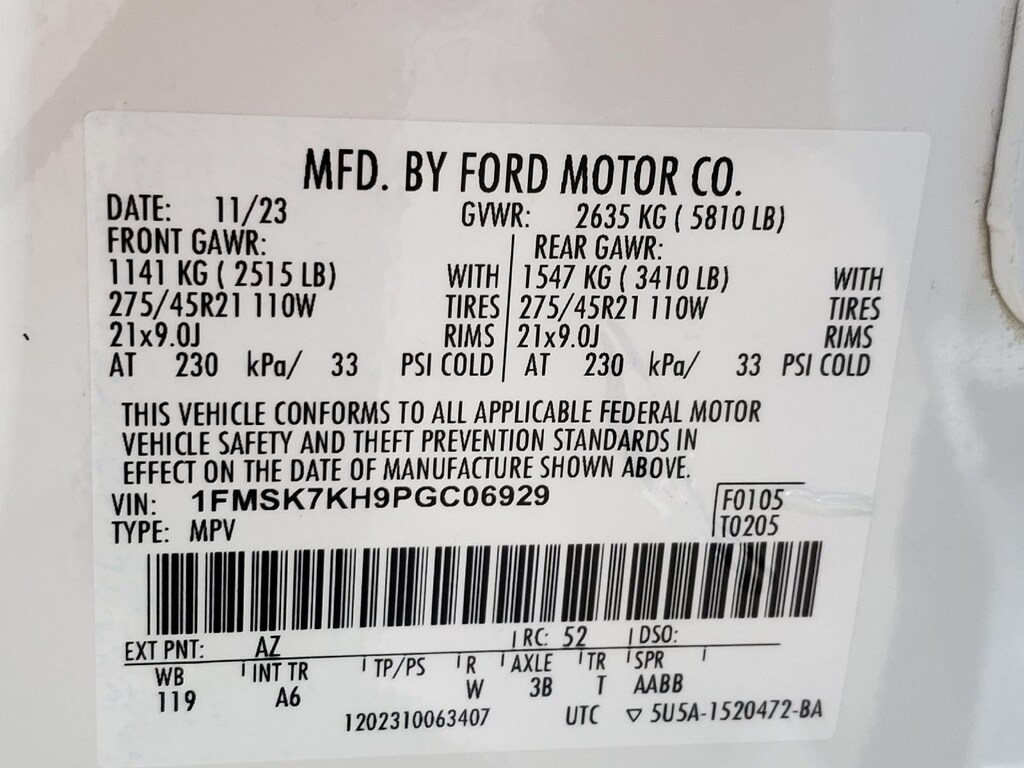 MFD. BY FORD MOTOR CO.
DATE: 11/23 GVWR: 2635 KG ( 5810 LB)
FRONT GAWR: REAR GAWR:
1141 KG ( 2515 LB) WITH 1547 KG ( 3410 LB) WITH
275/45R21 110W TIRES 275/45R21 110W TIRES
21x9.0J RIMS 21x9.0J RIMS
AT 230 kPa/ 33 PSI COLD AT 230 kPa/ 33 PSI COLD
THIS VEHICLE CONFORMS TO ALL APPLICABLE FEDERAL MOTOR
VEHICLE SAFETY AND THEFT PREVENTION STANDARDS IN
EFFECT ON THE DATE OF MANUFACTURE SHOWN ABOVE.
VIN: 1FMSK7KH9PGC06929 F0105
TYPE: MPV T0205
EXT PNT: AZ RC: 52 DSO:
WB INT TR TP/PS R AXLE TR SPR
119 A6 W 3B T AABB
1202310063407 UTC ▽ 5U5A-1520472-BA